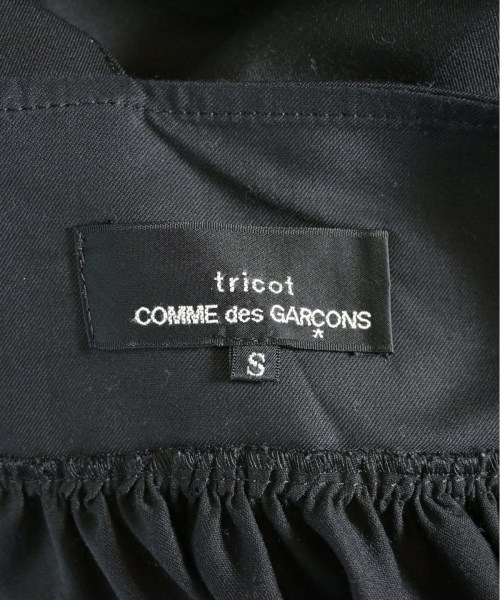 tricot
COMME des GARÇONS
*
S